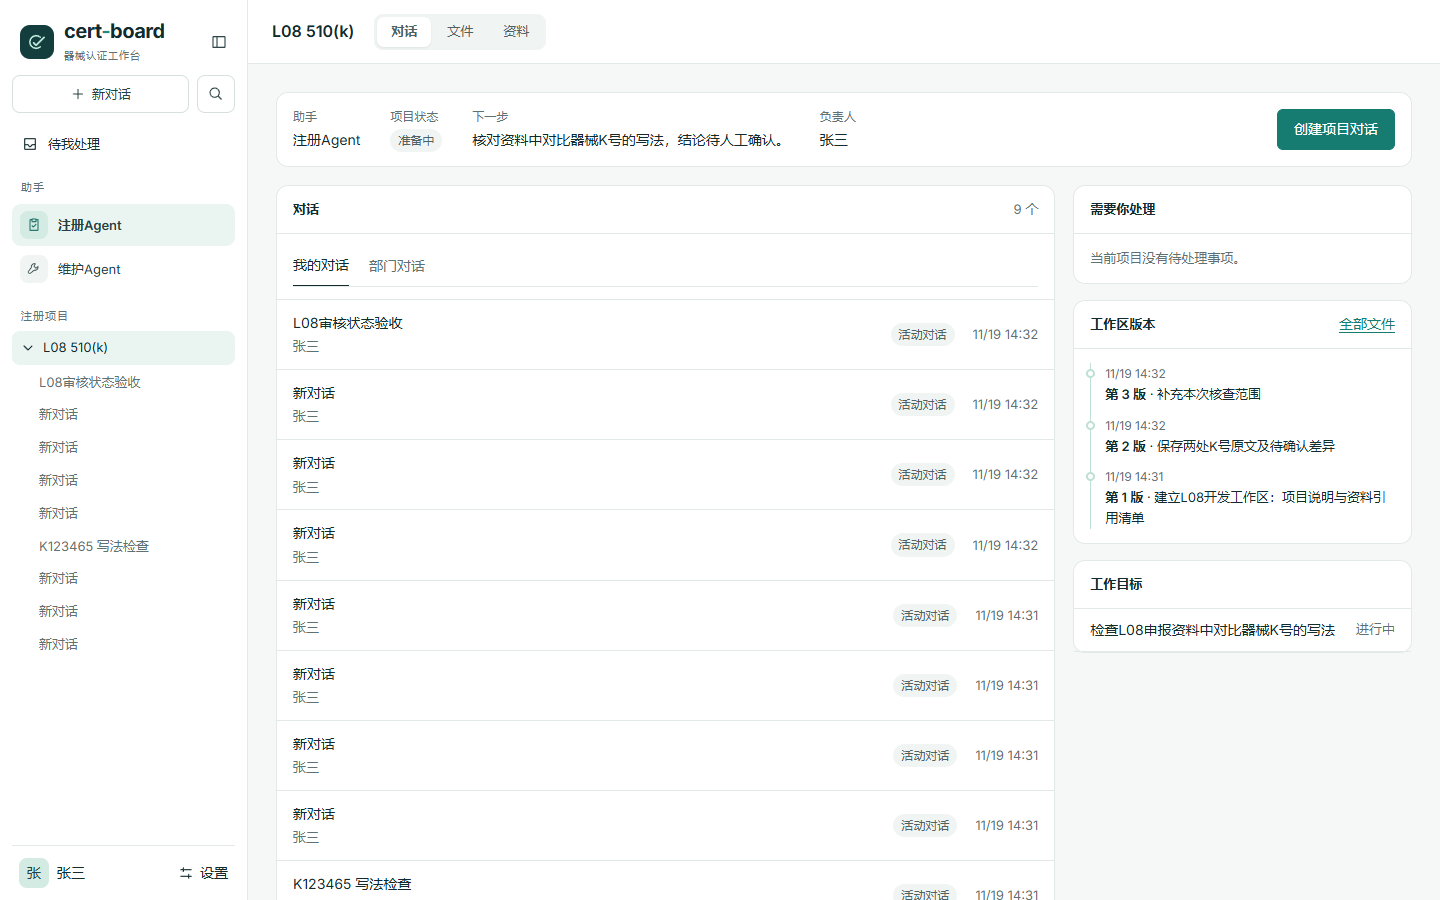 cert-board
器械认证工作台
新对话
待我处理
助手
注册Agent
维护Agent
注册项目
L08 510(k)
L08审核状态验收
新对话
新对话
新对话
新对话
K123465 写法检查
新对话
新对话
新对话
张
张三
设置
L08 510(k)
对话
文件
资料
助手
注册Agent
项目状态
准备中
下一步
核对资料中对比器械K号的写法，结论待人工确认。
负责人
张三
创建项目对话
对话
9 个
我的对话
部门对话
L08审核状态验收
张三
活动对话
11/19 14:32
新对话
张三
活动对话
11/19 14:32
新对话
张三
活动对话
11/19 14:32
新对话
张三
活动对话
11/19 14:32
新对话
张三
活动对话
11/19 14:31
新对话
张三
活动对话
11/19 14:31
新对话
张三
活动对话
11/19 14:31
新对话
张三
活动对话
11/19 14:31
K123465 写法检查
活动对话
11/19 14:31
需要你处理
当前项目没有待处理事项。
工作区版本
全部文件
11/19 14:32
第 3 版 · 补充本次核查范围
11/19 14:32
第 2 版 · 保存两处K号原文及待确认差异
11/19 14:31
第 1 版 · 建立L08开发工作区：项目说明与资料引
用清单
工作目标
检查L08申报资料中对比器械K号的写法
进行中